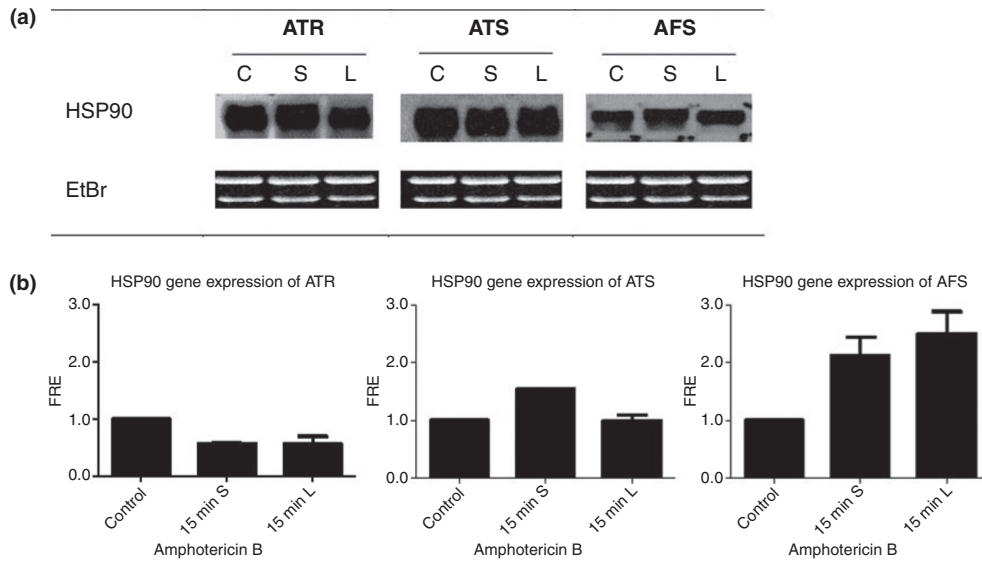 (a)
ATR ATS AFS
C S L C S L C S L
HSP90
EtBr
(b)
HSP90 gene expression of ATR
3.0
2.0
1.0
0.0
FRE
Control
15 min S
15 min L
Amphotericin B
HSP90 gene expression of ATS
3.0
2.0
1.0
0.0
FRE
Control
15 min S
15 min L
Amphotericin B
HSP90 gene expression of AFS
3.0
2.0
1.0
0.0
FRE
Control
15 min S
15 min L
Amphotericin B